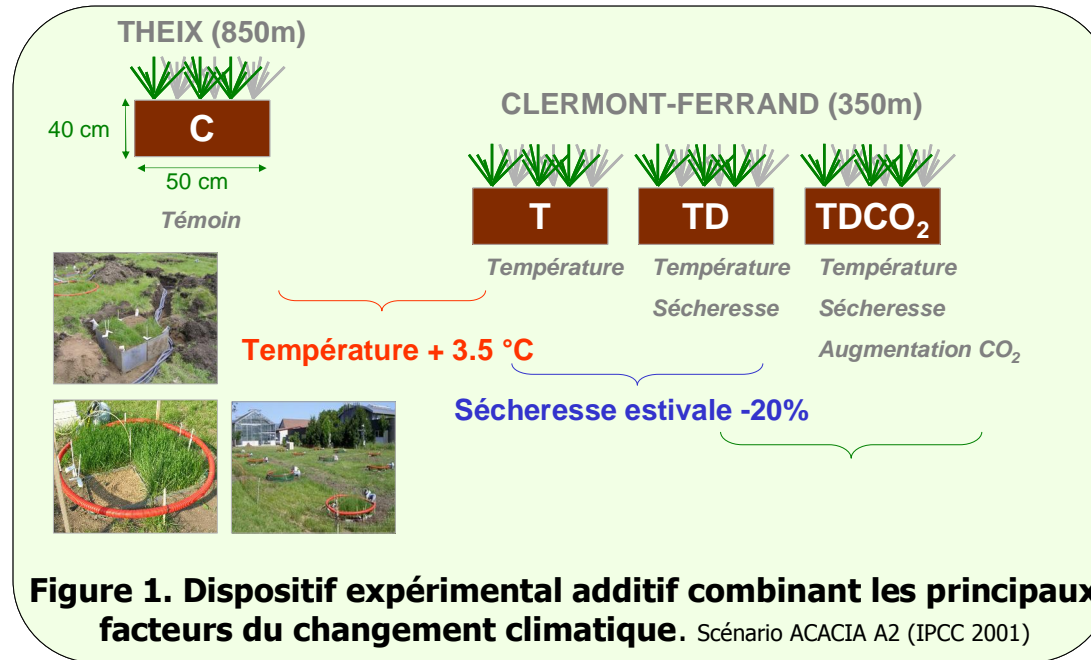 THEIX (850m)
40 cm
C
50 cm
Témoin
CLERMONT-FERRAND (350m)
T
TD
TDCO₂
Température
Température
Sécheresse
Température
Sécheresse
Augmentation CO₂
Température + 3.5 °C
Sécheresse estivale -20%
Figure 1. Dispositif expérimental additif combinant les principaux
facteurs du changement climatique. Scénario ACACIA A2 (IPCC 2001)